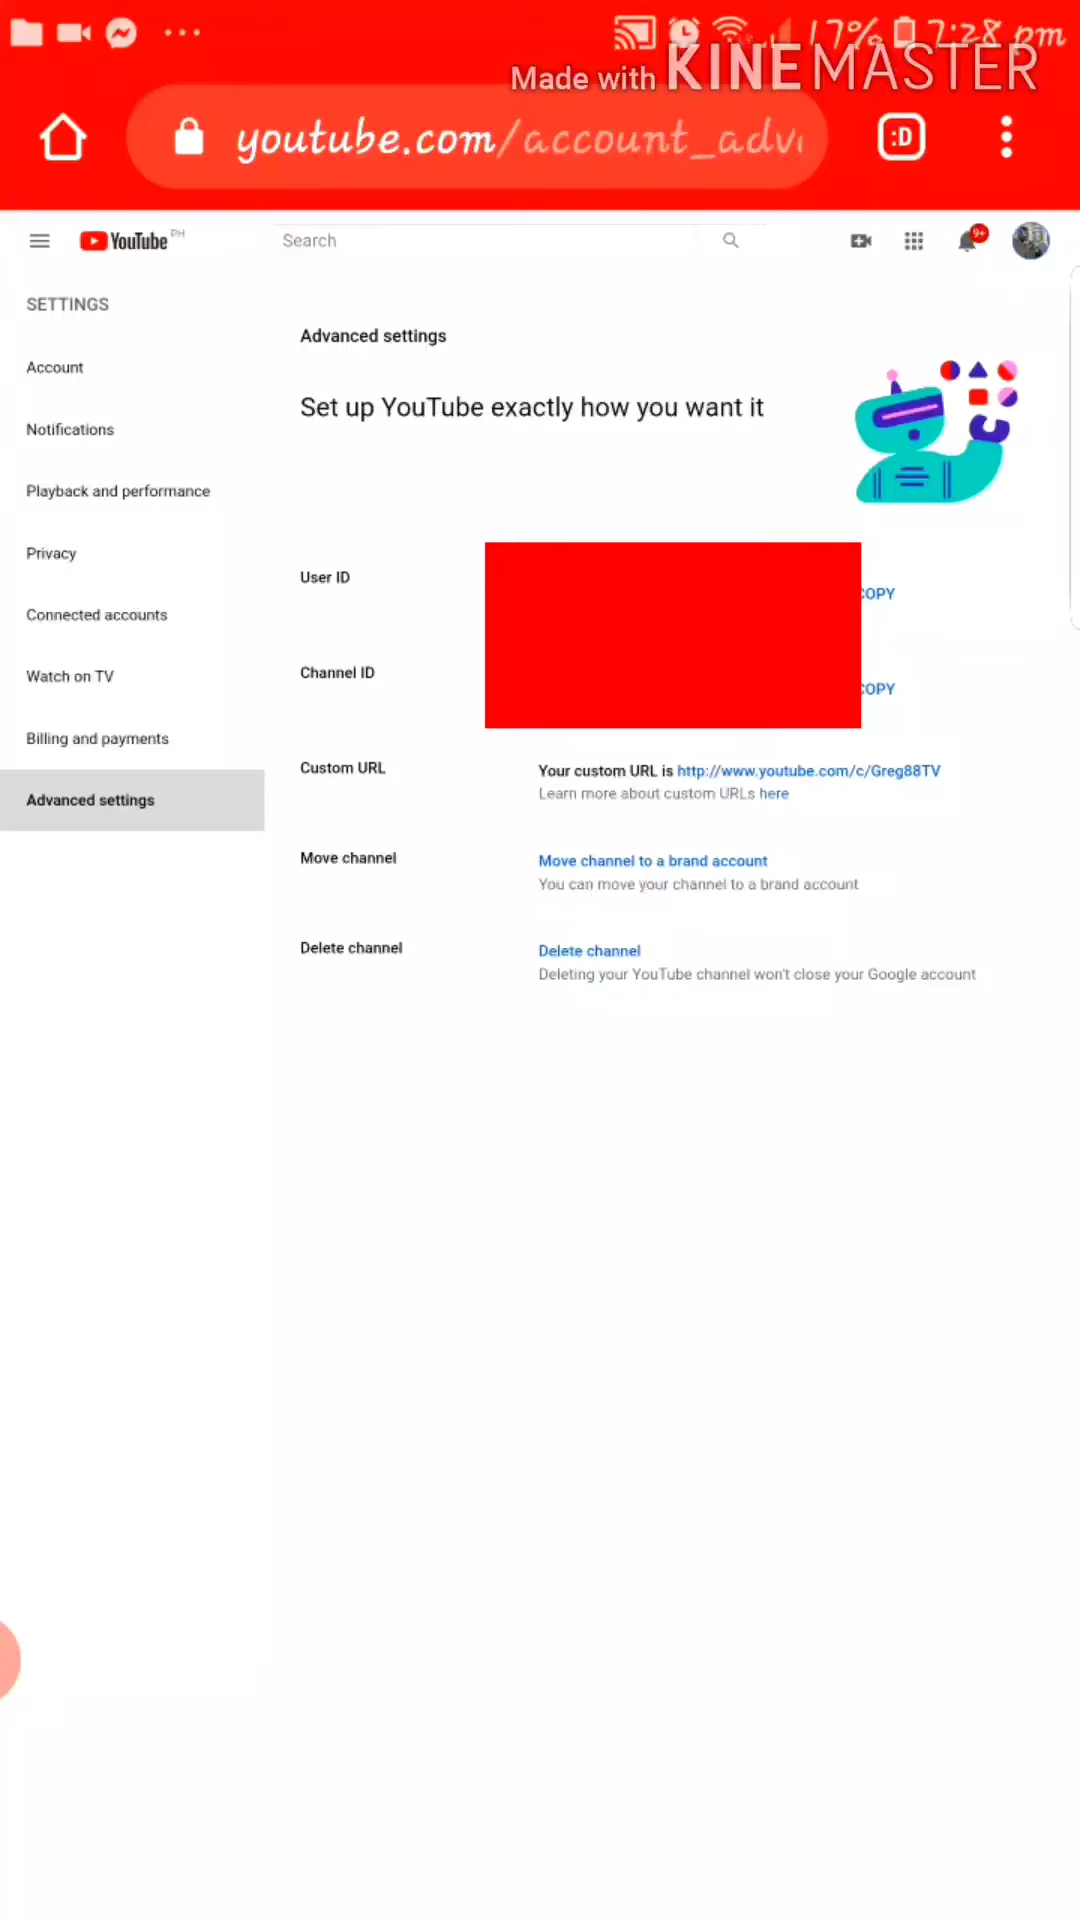 17% 7:28 pm
Made with KINEMASTER
youtube.com/account_adv
:D
YouTube PH
Search
9+
SETTINGS
Account
Notifications
Playback and performance
Privacy
Connected accounts
Watch on TV
Billing and payments
Advanced settings
Advanced settings
Set up YouTube exactly how you want it
User ID
COPY
Channel ID
COPY
Custom URL
Your custom URL is http://www.youtube.com/c/Greg88TV
Learn more about custom URLs here
Move channel
Move channel to a brand account
You can move your channel to a brand account
Delete channel
Delete channel
Deleting your YouTube channel won't close your Google account